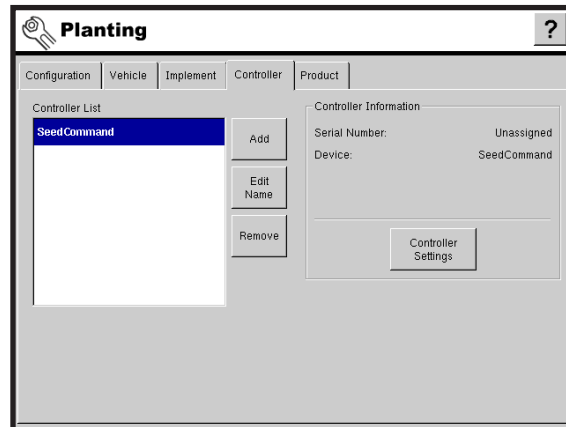 Planting
?
Configuration Vehicle Implement Controller Product
Controller List
SeedCommand
Add
Edit
Name
Remove
Controller Information
Serial Number: Unassigned
Device: SeedCommand
Controller
Settings